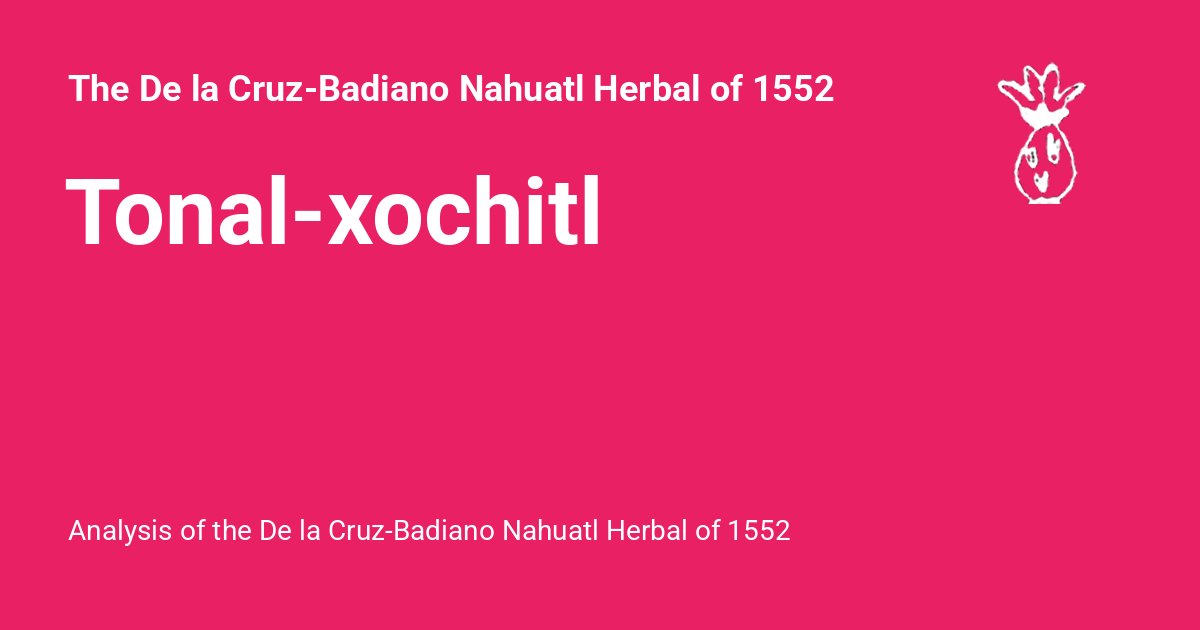 The De la Cruz-Badiano Nahuatl Herbal of 1552
Tonal-xochitl
Analysis of the De la Cruz-Badiano Nahuatl Herbal of 1552